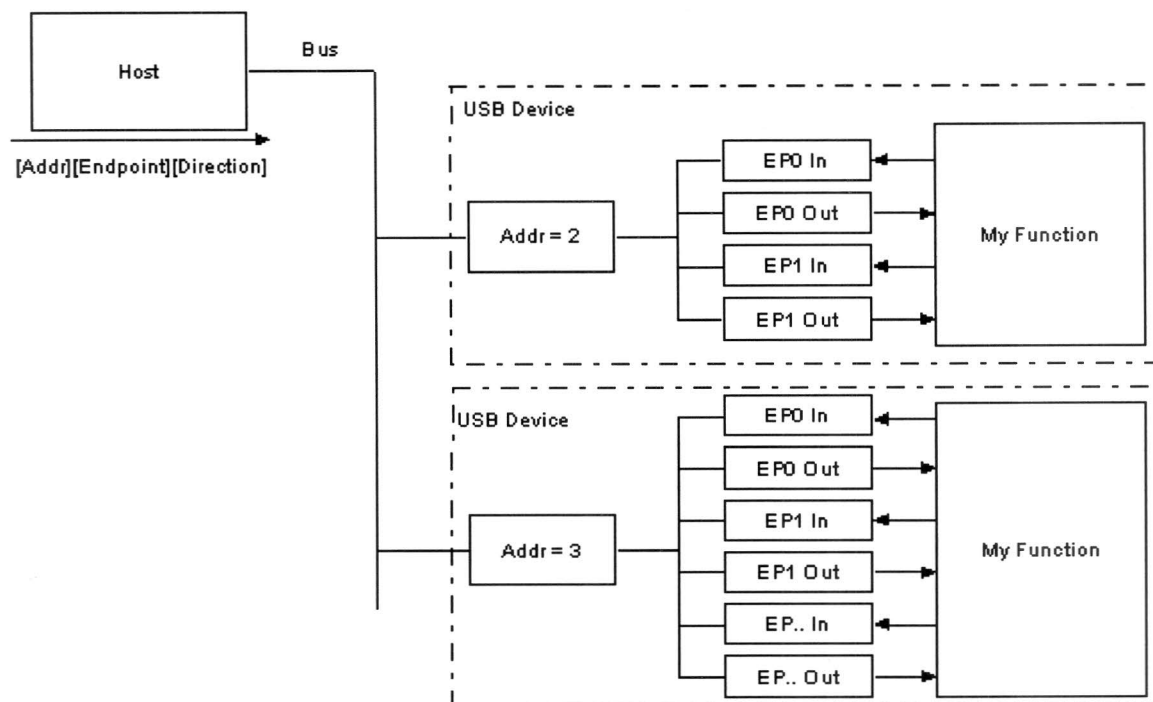 Host
Bus
[Addr][Endpoint][Direction]
USB Device
Addr = 2
EP0 In
EP0 Out
EP1 In
EP1 Out
My Function
USB Device
Addr = 3
EP0 In
EP0 Out
EP1 In
EP1 Out
EP.. In
EP.. Out
My Function